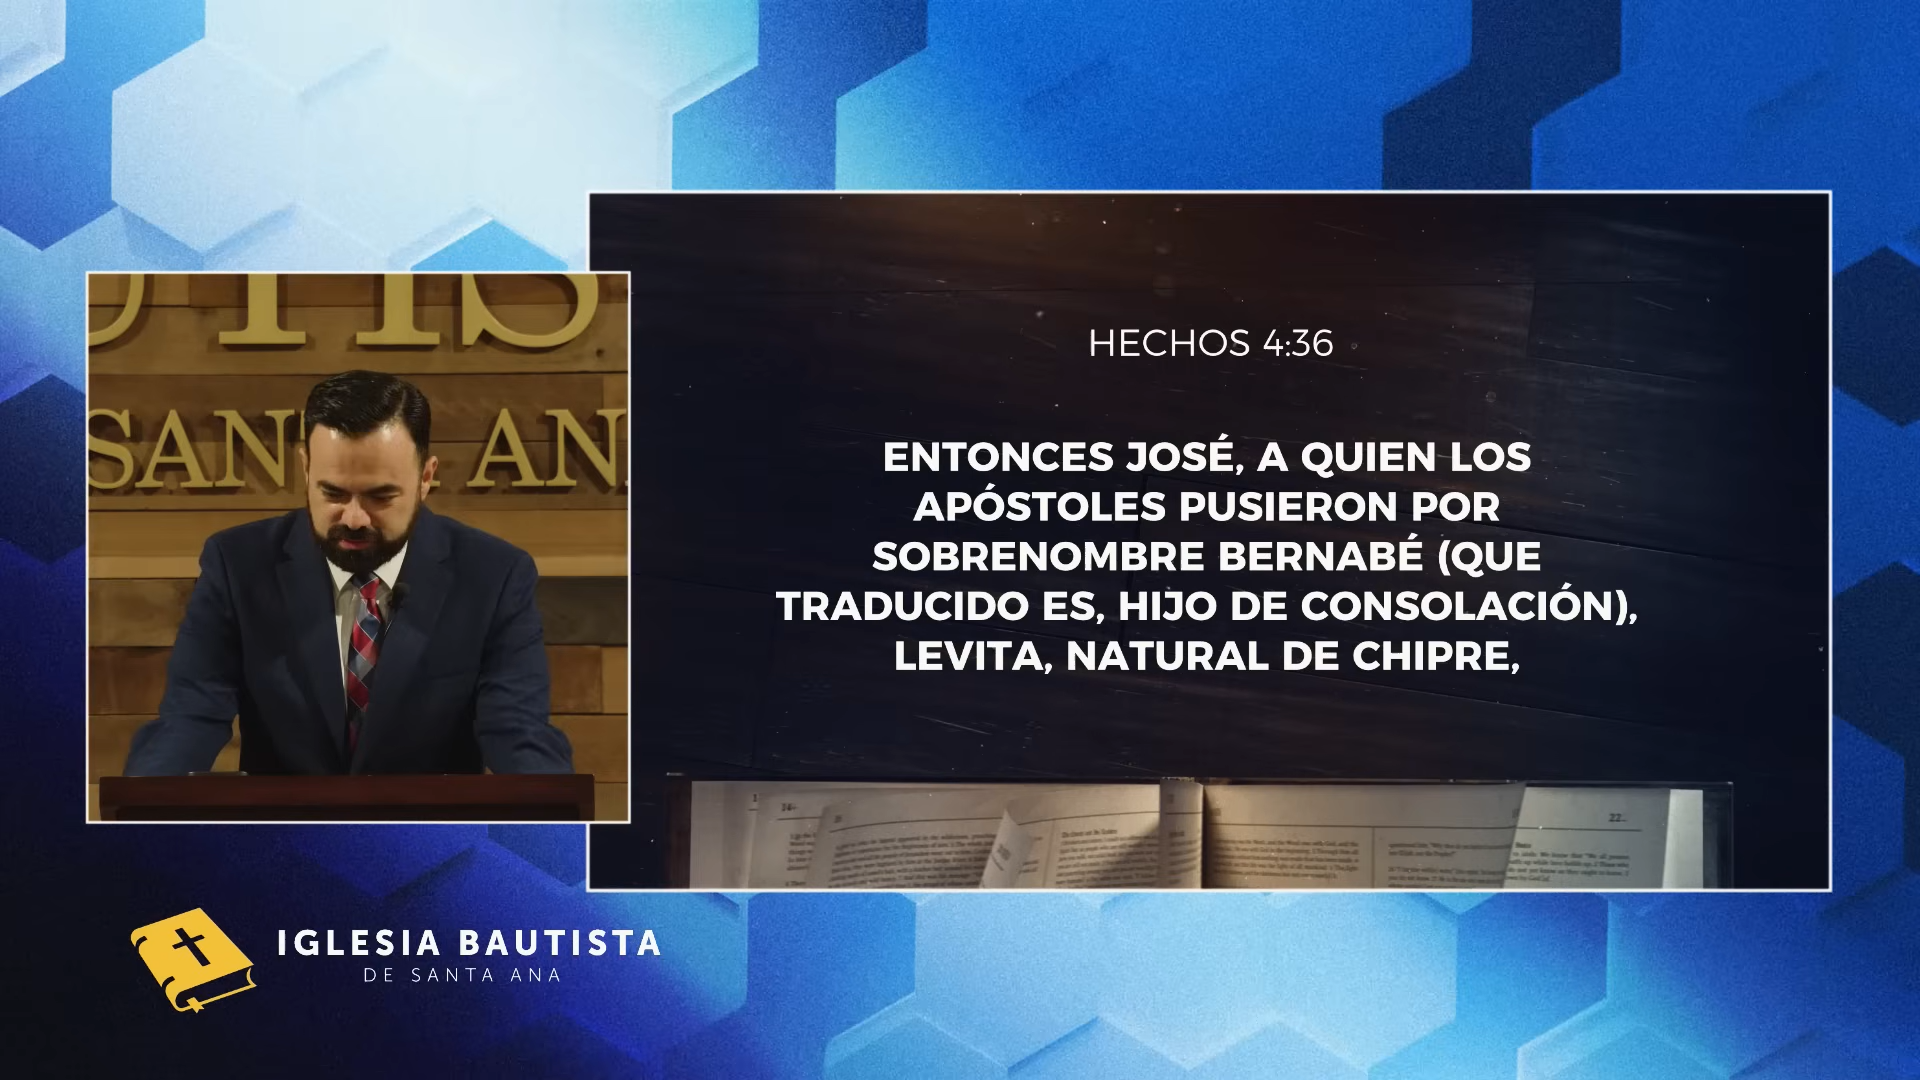 HECHOS 4:36
ENTONCES JOSÉ, A QUIEN LOS
APÓSTOLES PUSIERON POR
SOBRENOMBRE BERNABÉ (QUE
TRADUCIDO ES, HIJO DE CONSOLACIÓN),
LEVITA, NATURAL DE CHIPRE,
IGLESIA BAUTISTA
DE SANTA ANA